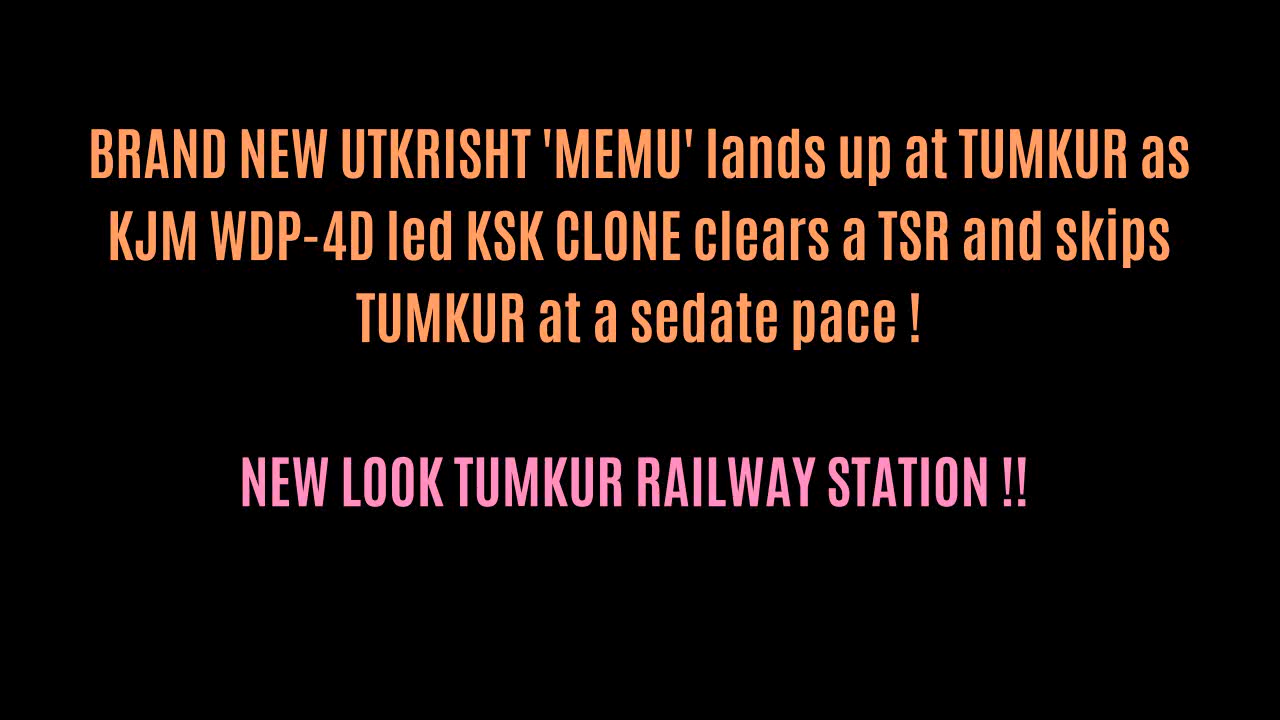 BRAND NEW UTKRISHT 'MEMU' lands up at TUMKUR as
KJM WDP-4D led KSK CLONE clears a TSR and skips
TUMKUR at a sedate pace !
NEW LOOK TUMKUR RAILWAY STATION !!